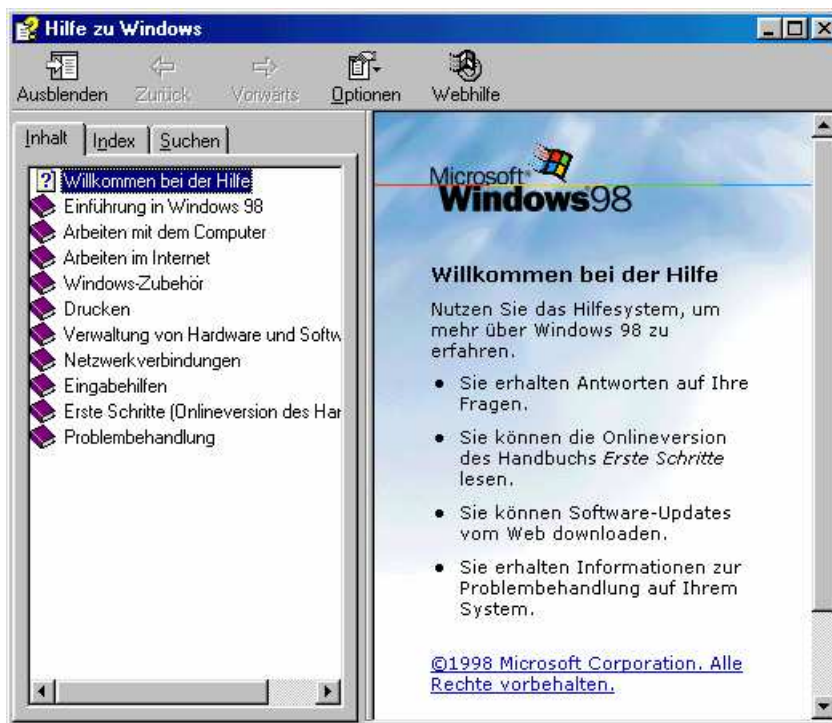 Hilfe zu Windows
Ausblenden Zurück Vorwärts Optionen Webhilfe
Inhalt Index Suchen
Willkommen bei der Hilfe
Einführung in Windows 98
Arbeiten mit dem Computer
Arbeiten im Internet
Windows-Zubehör
Drucken
Verwaltung von Hardware und Softw
Netzwerkverbindungen
Eingabehilfen
Erste Schritte (Onlineversion des Har
Problembehandlung
Microsoft
Windows 98
Willkommen bei der Hilfe
Nutzen Sie das Hilfesystem, um
mehr über Windows 98 zu
erfahren.
• Sie erhalten Antworten auf Ihre
Fragen.
• Sie können die Onlineversion
des Handbuchs Erste Schritte
lesen.
• Sie können Software-Updates
vom Web downloaden.
• Sie erhalten Informationen zur
Problembehandlung auf Ihrem
System.
©1998 Microsoft Corporation. Alle
Rechte vorbehalten.